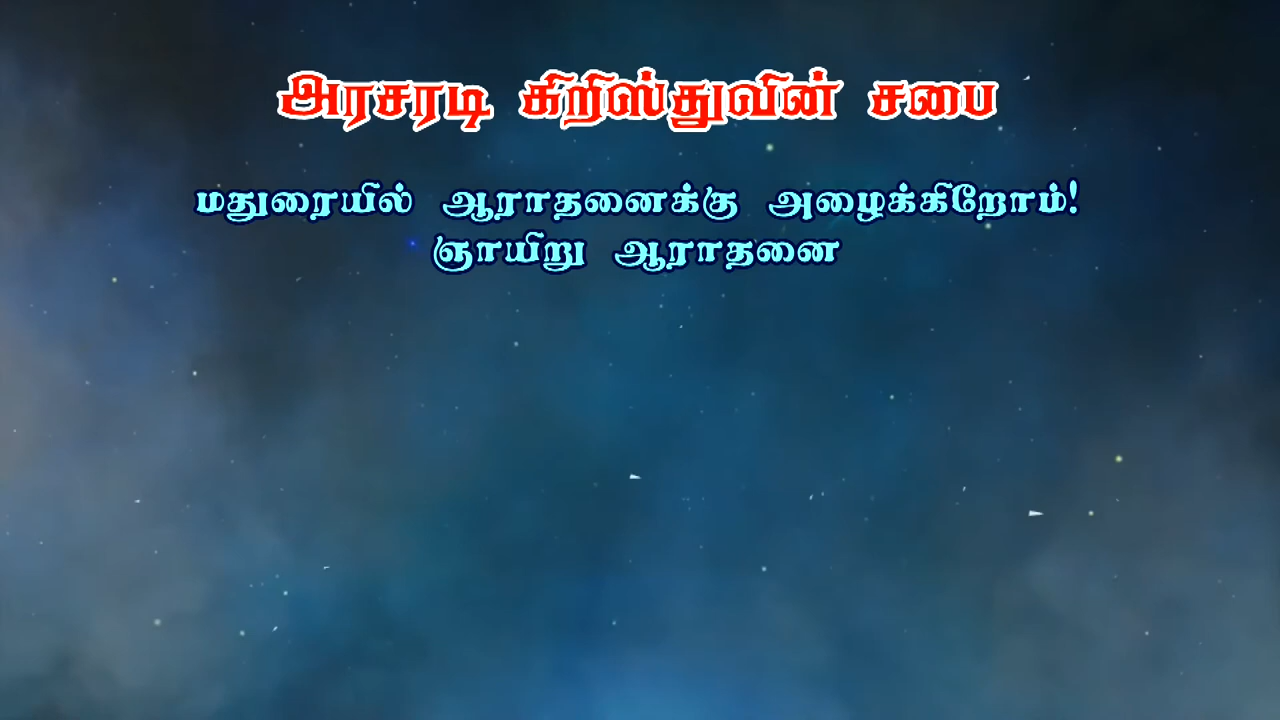 அரசரடி கிறிஸ்துவின் சபை
மதுரையில் ஆராதனைக்கு அழைக்கிறோம்!
ஞாயிறு ஆராதனை